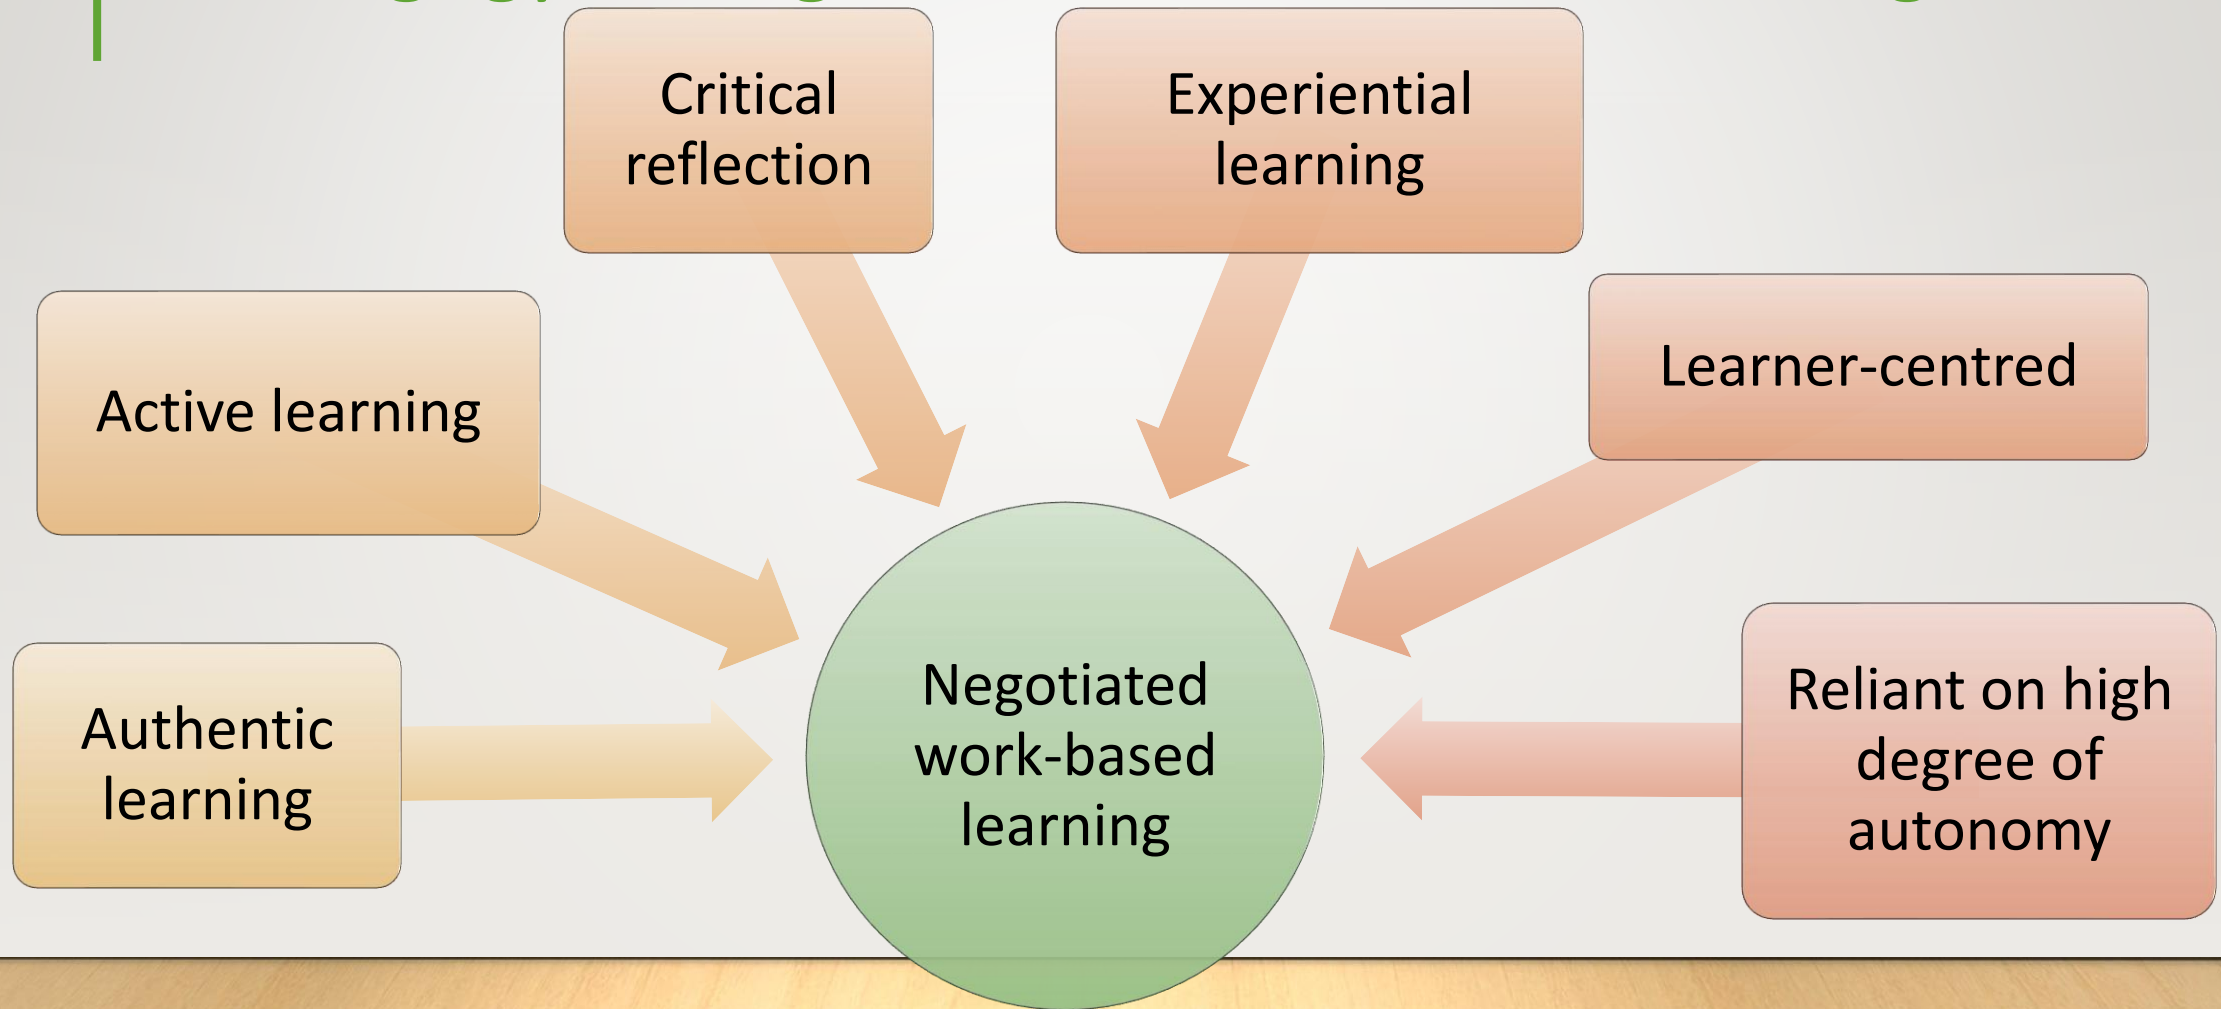 Critical
reflection
Experiential
learning
Learner-centred
Active learning
Reliant on high
degree of
autonomy
Authentic
learning
Negotiated
work-based
learning